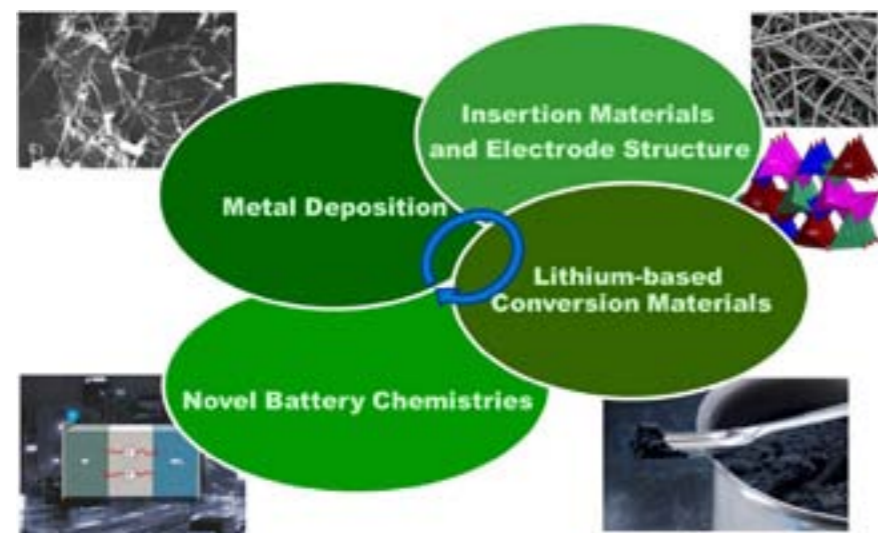 Insertion Materials
and Electrode Structure
Metal Deposition
Lithium-based
Conversion Materials
Novel Battery Chemistries